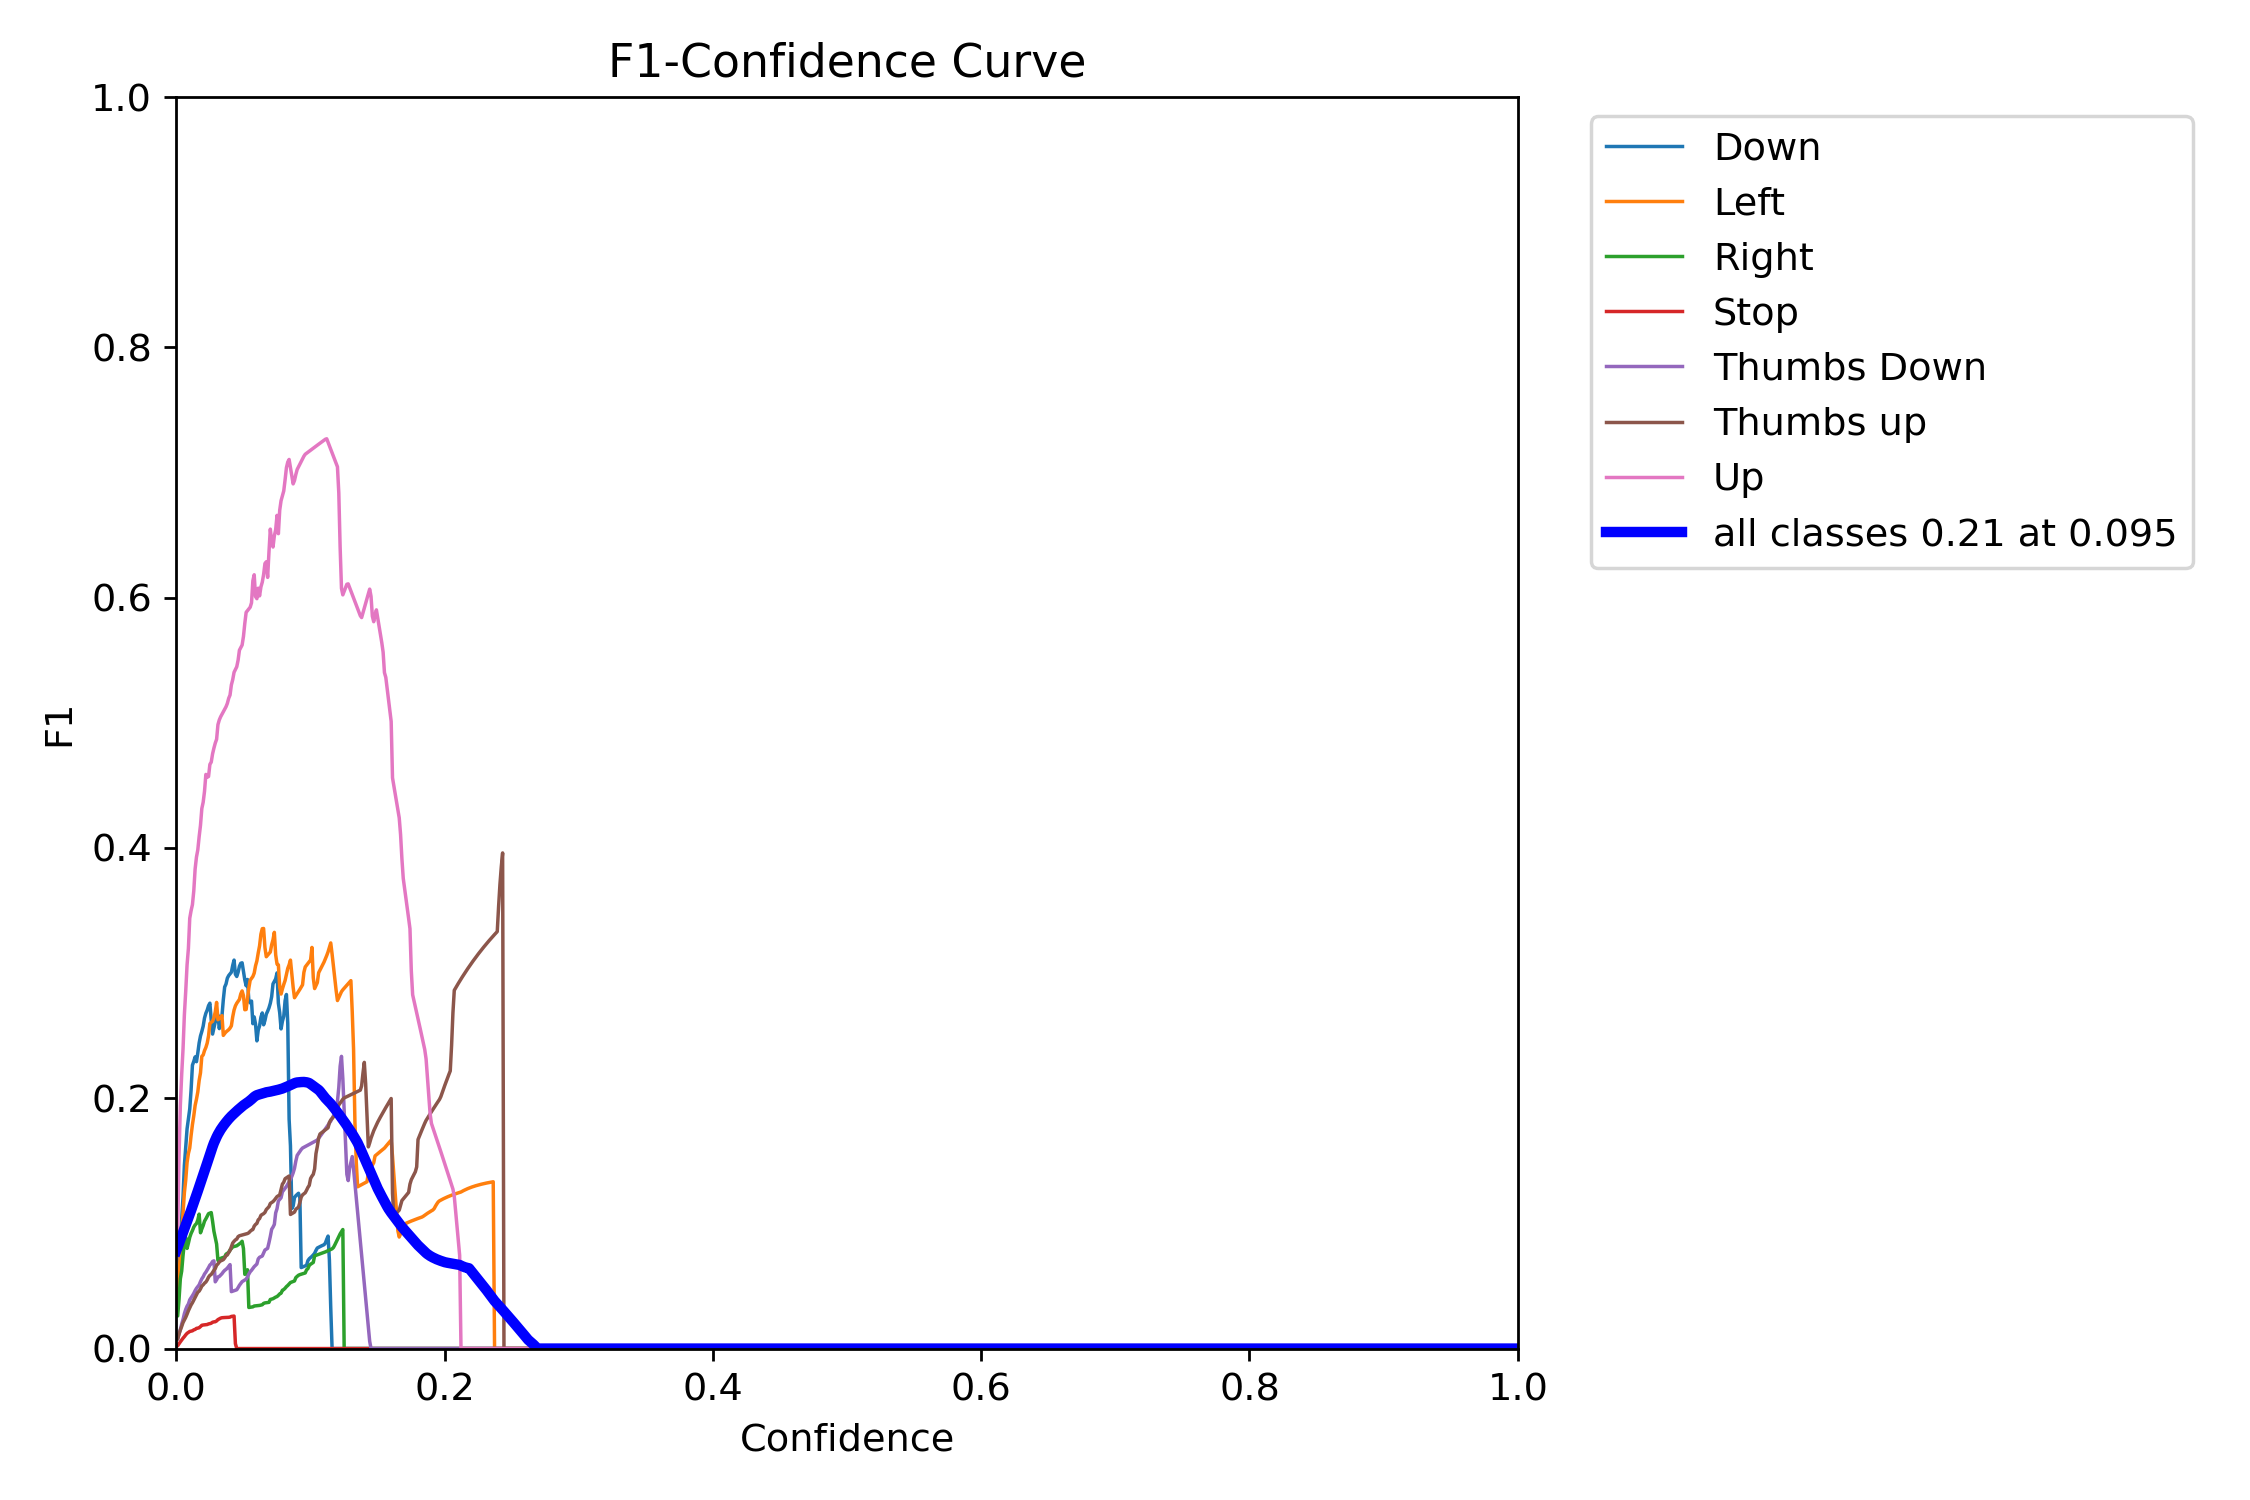 F1-Confidence Curve
1.0
0.8
0.6
0.4
0.2
0.0
F1
0.0 0.2 0.4 0.6 0.8 1.0
Confidence
Down
Left
Right
Stop
Thumbs Down
Thumbs up
Up
all classes 0.21 at 0.095